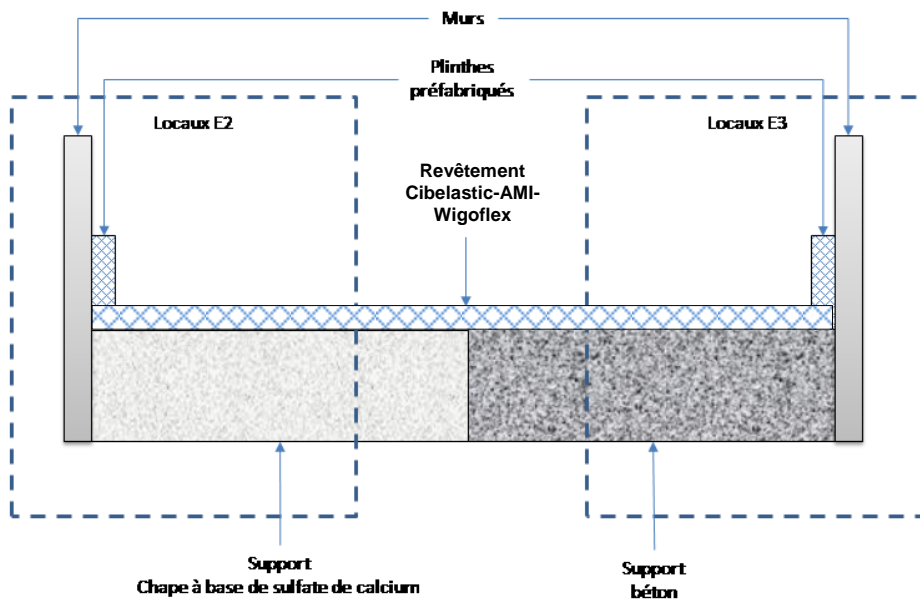 Murs
Plinthes
préfabriqués
Locaux E2
Locaux E3
Revêtement
Cibelastic-AMI-
Wigoflex
Support
Chape à base de sulfate de calcium
Support
béton